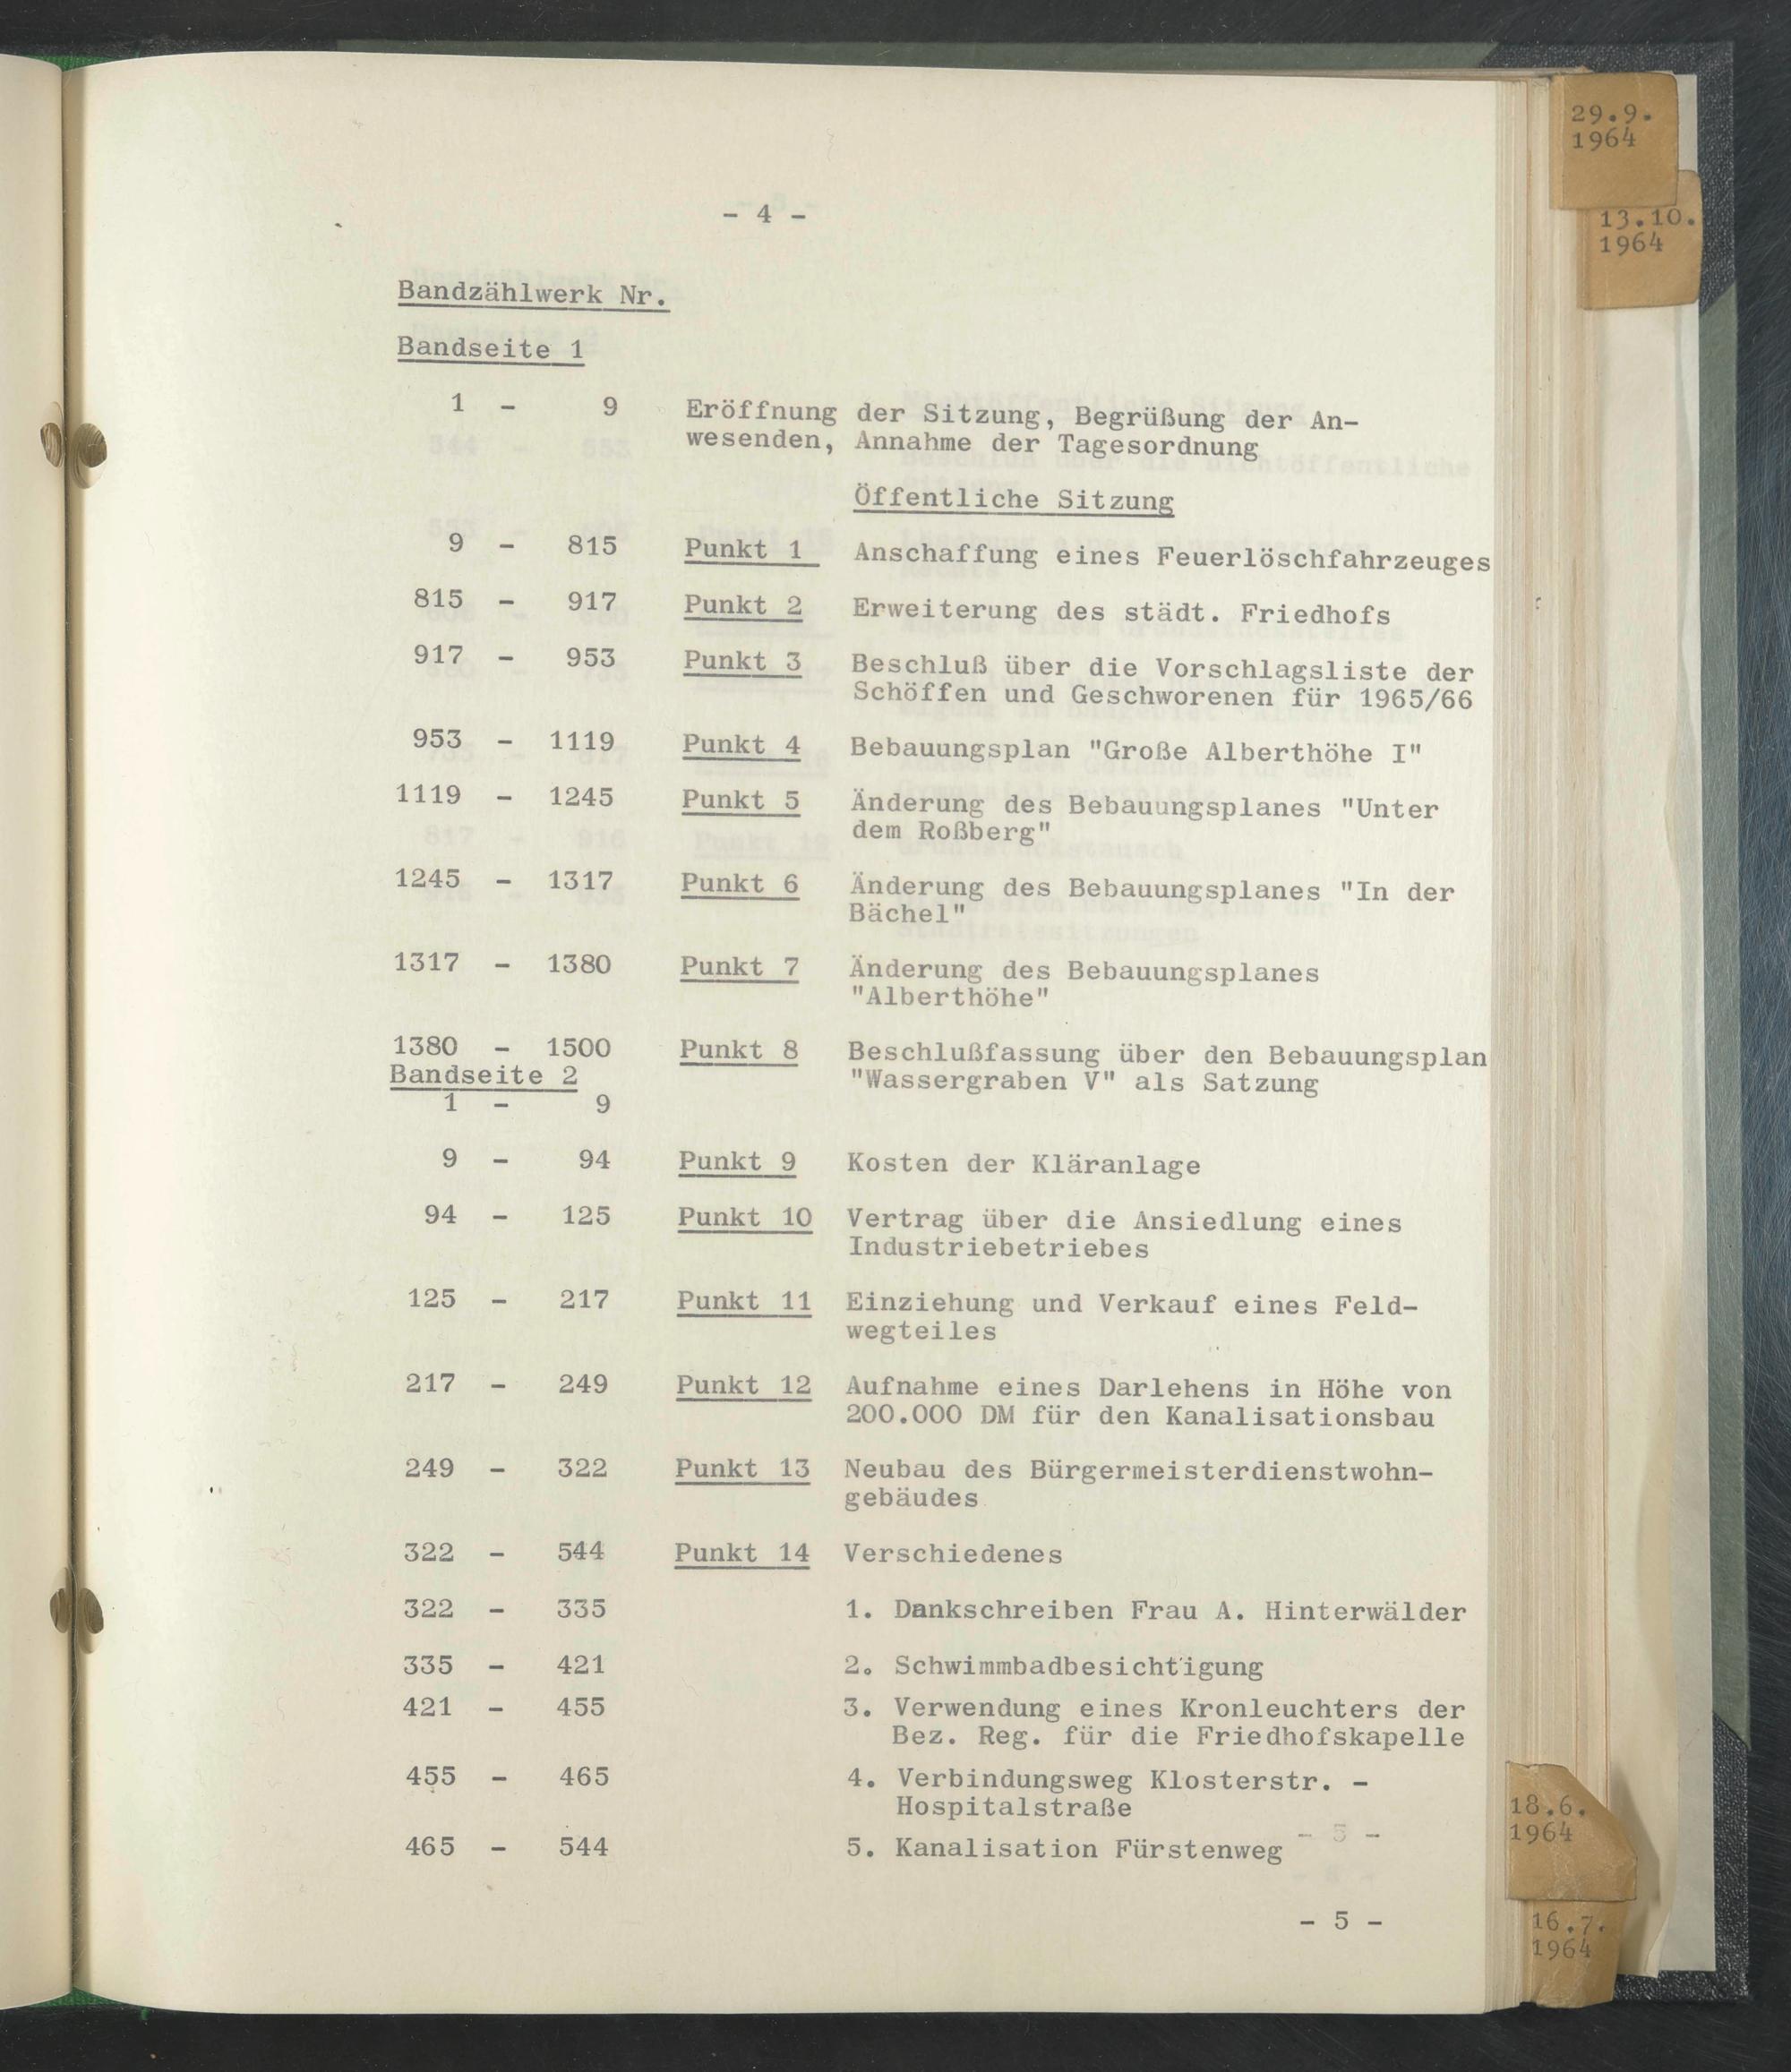 - 4 -
Bandzählwerk Nr.
Bandseite 1
1 - 9 Eröffnung der Sitzung, Begrüßung der An-
wesenden, Annahme der Tagesordnung
Öffentliche Sitzung
9 - 815 Punkt 1 Anschaffung eines Feuerlöschfahrzeuges
815 - 917 Punkt 2 Erweiterung des städt. Friedhofs
917 - 953 Punkt 3 Beschluß über die Vorschlagsliste der
Schöffen und Geschworenen für 1965/66
953 - 1119 Punkt 4 Bebauungsplan "Große Alberthöhe I"
1119 - 1245 Punkt 5 Änderung des Bebauungsplanes "Unter
dem Roßberg"
1245 - 1317 Punkt 6 Änderung des Bebauungsplanes "In der
Bächel"
1317 - 1380 Punkt 7 Änderung des Bebauungsplanes
"Alberthöhe"
1380 - 1500 Punkt 8 Beschlußfassung über den Bebauungsplan
Bandseite 2 "Wassergraben V" als Satzung
1 - 9
9 - 94 Punkt 9 Kosten der Kläranlage
94 - 125 Punkt 10 Vertrag über die Ansiedlung eines
Industriebetriebes
125 - 217 Punkt 11 Einziehung und Verkauf eines Feld-
wegteiles
217 - 249 Punkt 12 Aufnahme eines Darlehens in Höhe von
200.000 DM für den Kanalisationsbau
249 - 322 Punkt 13 Neubau des Bürgermeisterdienstwohn-
gebäudes
322 - 544 Punkt 14 Verschiedenes
322 - 335 1. Dankschreiben Frau A. Hinterwälder
335 - 421 2. Schwimmbadbesichtigung
421 - 455 3. Verwendung eines Kronleuchters der
Bez. Reg. für die Friedhofskapelle
455 - 465 4. Verbindungsweg Klosterstr. -
Hospitalstraße
465 - 544 5. Kanalisation Fürstenweg
- 5 -
- 5 -
29.9.
1964
13.10.
1964
18.6.
1964
16.7.
1964